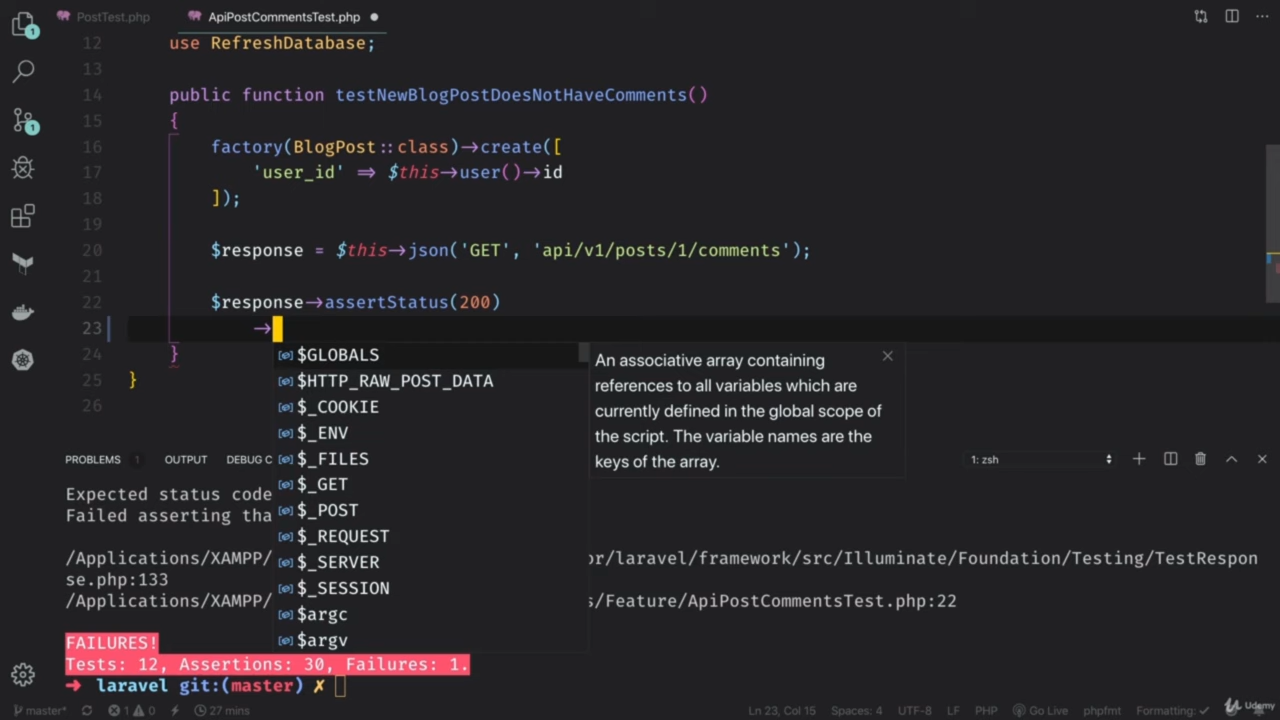 PostTest.php
ApiPostCommentsTest.php
12 use RefreshDatabase;
13
14 public function testNewBlogPostDoesNotHaveComments()
15 {
16 factory(BlogPost::class)->create([
17 'user_id' => $this->user()->id
18 ]);
19
20 $response = $this->json('GET', 'api/v1/posts/1/comments');
21
22 $response->assertStatus(200)
23 ->
24 }
25 }
26
$GLOBALS
$HTTP_RAW_POST_DATA
$_COOKIE
$_ENV
$_FILES
$_GET
$_POST
$_REQUEST
$_SERVER
$_SESSION
$argc
$argv
An associative array containing
references to all variables which are
currently defined in the global scope of
the script. The variable names are the
keys of the array.
PROBLEMS 1 OUTPUT DEBUG C 1: zsh
Expected status code
Failed asserting tha
/Applications/XAMPP/ or/laravel/framework/src/Illuminate/Foundation/Testing/TestRespon
se.php:133
/Applications/XAMPP/ s/Feature/ApiPostCommentsTest.php:22
FAILURES!
Tests: 12, Assertions: 30, Failures: 1.
➜ laravel git:(master) ✗
master* 1 0 27 mins Ln 23, Col 15 Spaces: 4 UTF-8 LF PHP Go Live phpfmt Formatting: ✓
Udemy